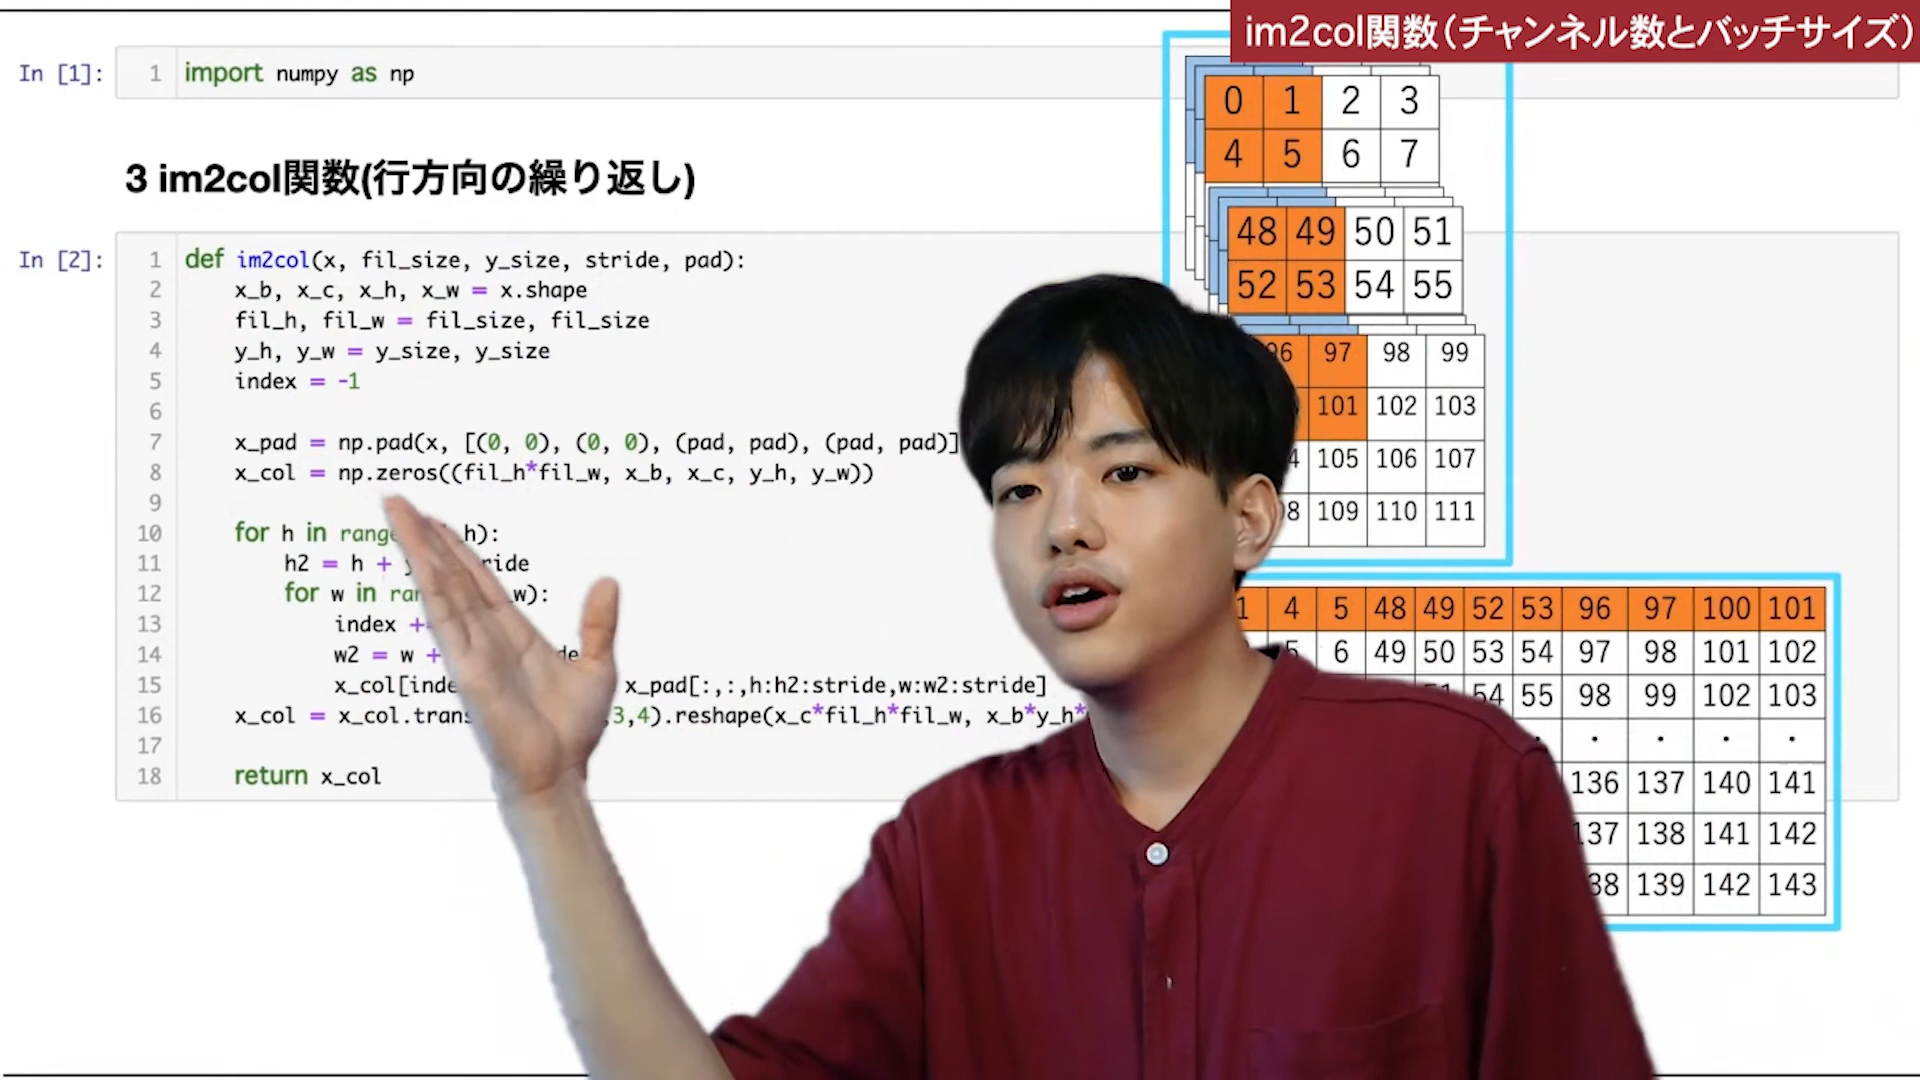 im2col関数(チャンネル数とバッチサイズ)
In [1]:
1 import numpy as np
3 im2col関数(行方向の繰り返し)
In [2]:
1 def im2col(x, fil_size, y_size, stride, pad):
2 x_b, x_c, x_h, x_w = x.shape
3 fil_h, fil_w = fil_size, fil_size
4 y_h, y_w = y_size, y_size
5 index = -1
6
7 x_pad = np.pad(x, [(0, 0), (0, 0), (pad, pad), (pad, pad)]
8 x_col = np.zeros((fil_h*fil_w, x_b, x_c, y_h, y_w))
9
10 for h in range h):
11 h2 = h + ride
12 for w in w):
13 index
14 w2 = w +
15 x_pad[:,:,h:h2:stride,w:w2:stride]
16 x_col = 3,4).reshape(x_c*fil_h*fil_w, x_b*y_h*
17
18 return x_col
0 1 2 3
4 5 6 7
48 49 50 51
52 53 54 55
97 98 99
101 102 103
105 106 107
109 110 111
1 4 5 48 49 52 53 96 97 100 101
6 49 50 53 54 97 98 101 102
54 55 98 99 102 103
· · · ·
136 137 140 141
137 138 141 142
139 142 143